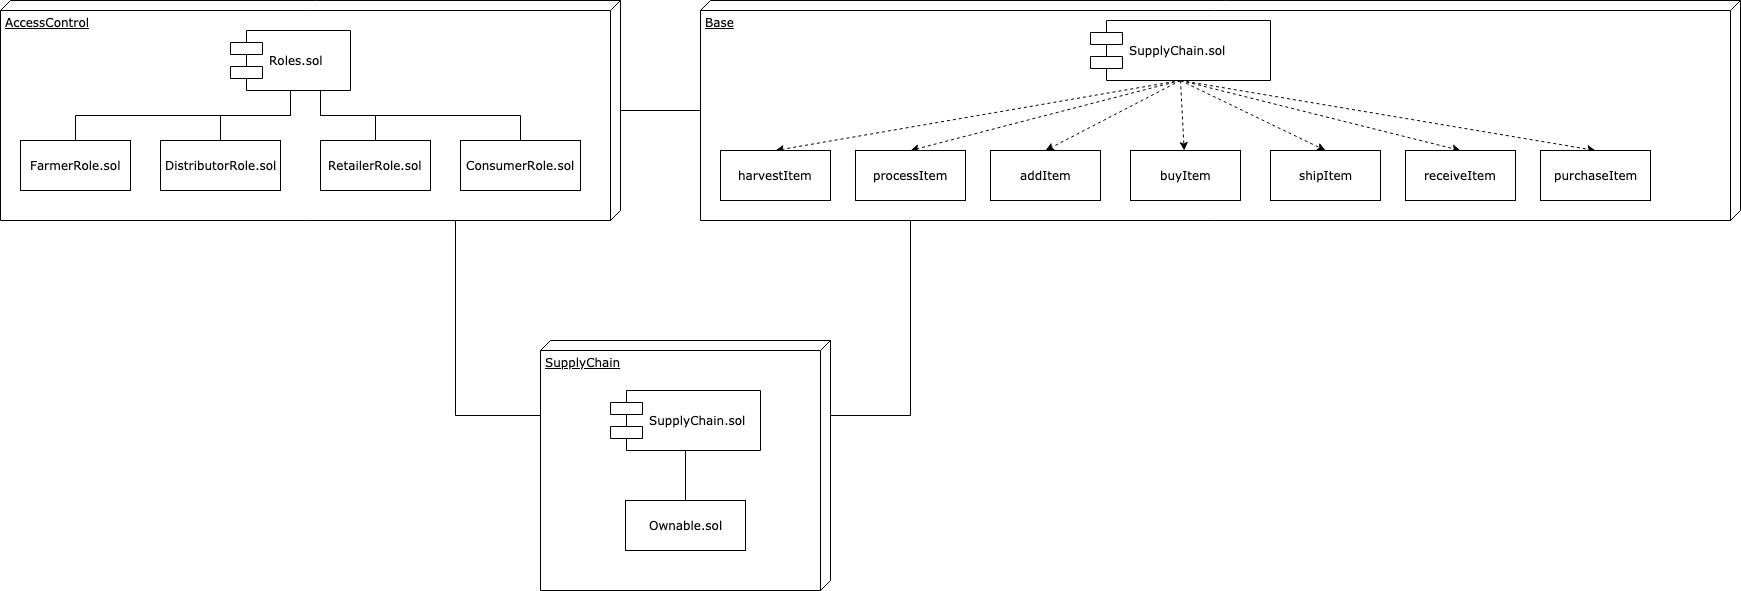 AccessControl
Roles.sol
FarmerRole.sol
DistributorRole.sol
RetailerRole.sol
ConsumerRole.sol
Base
SupplyChain.sol
harvestItem
processItem
addItem
buyItem
shipItem
receiveItem
purchaseItem
SupplyChain
SupplyChain.sol
Ownable.sol